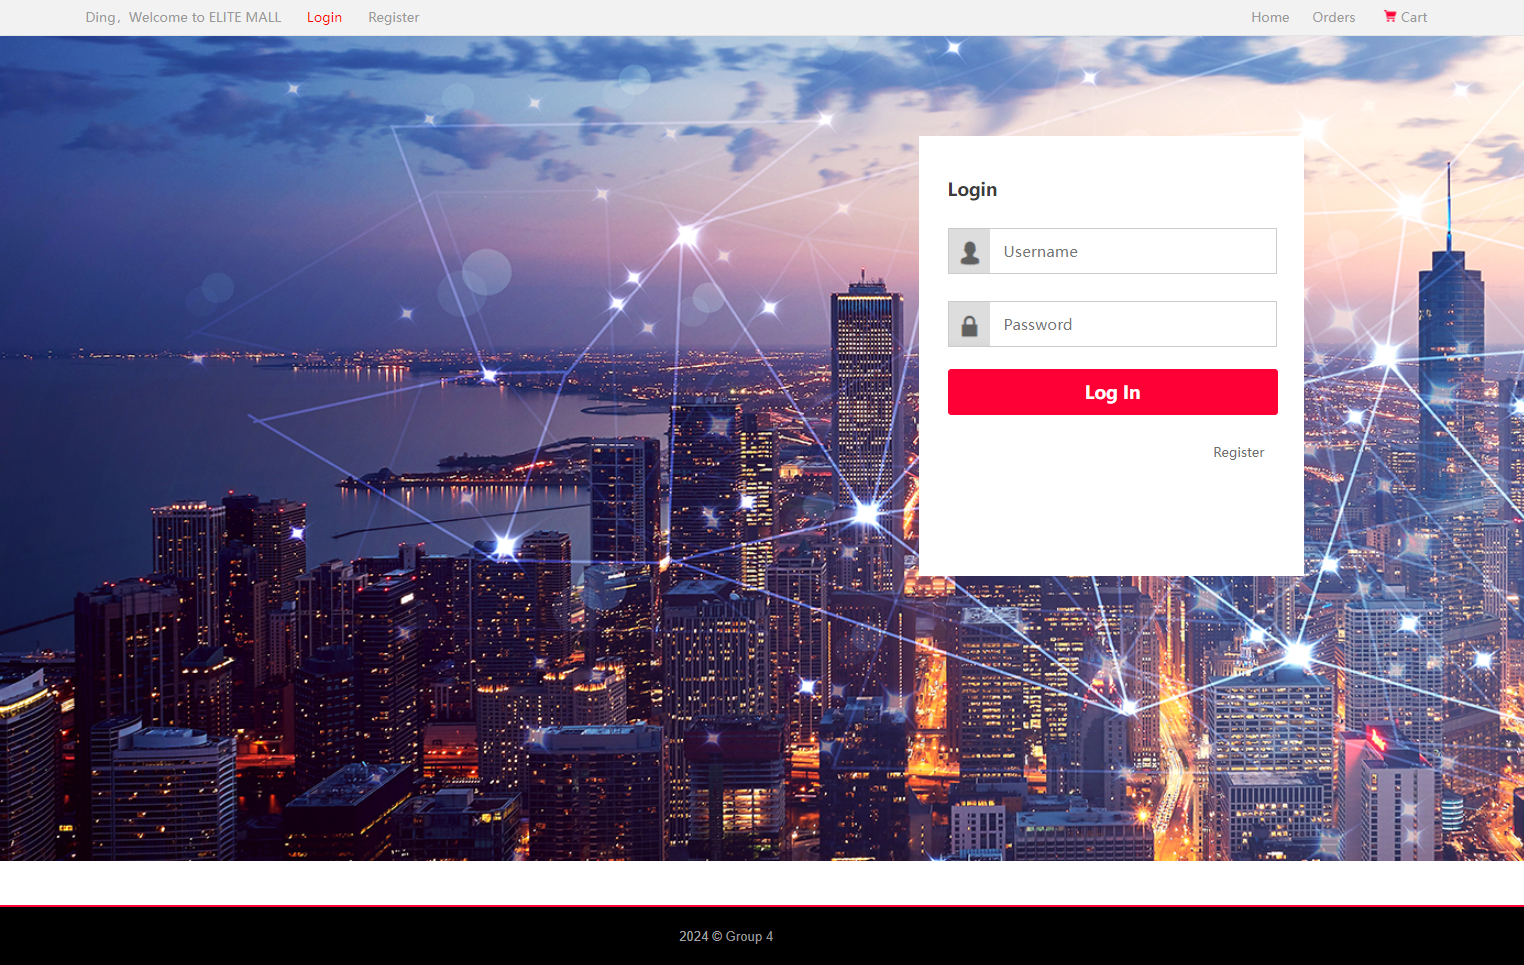 Ding，Welcome to ELITE MALL Login Register Home Orders Cart
Login
Username
Password
Log In
Register
2024 © Group 4